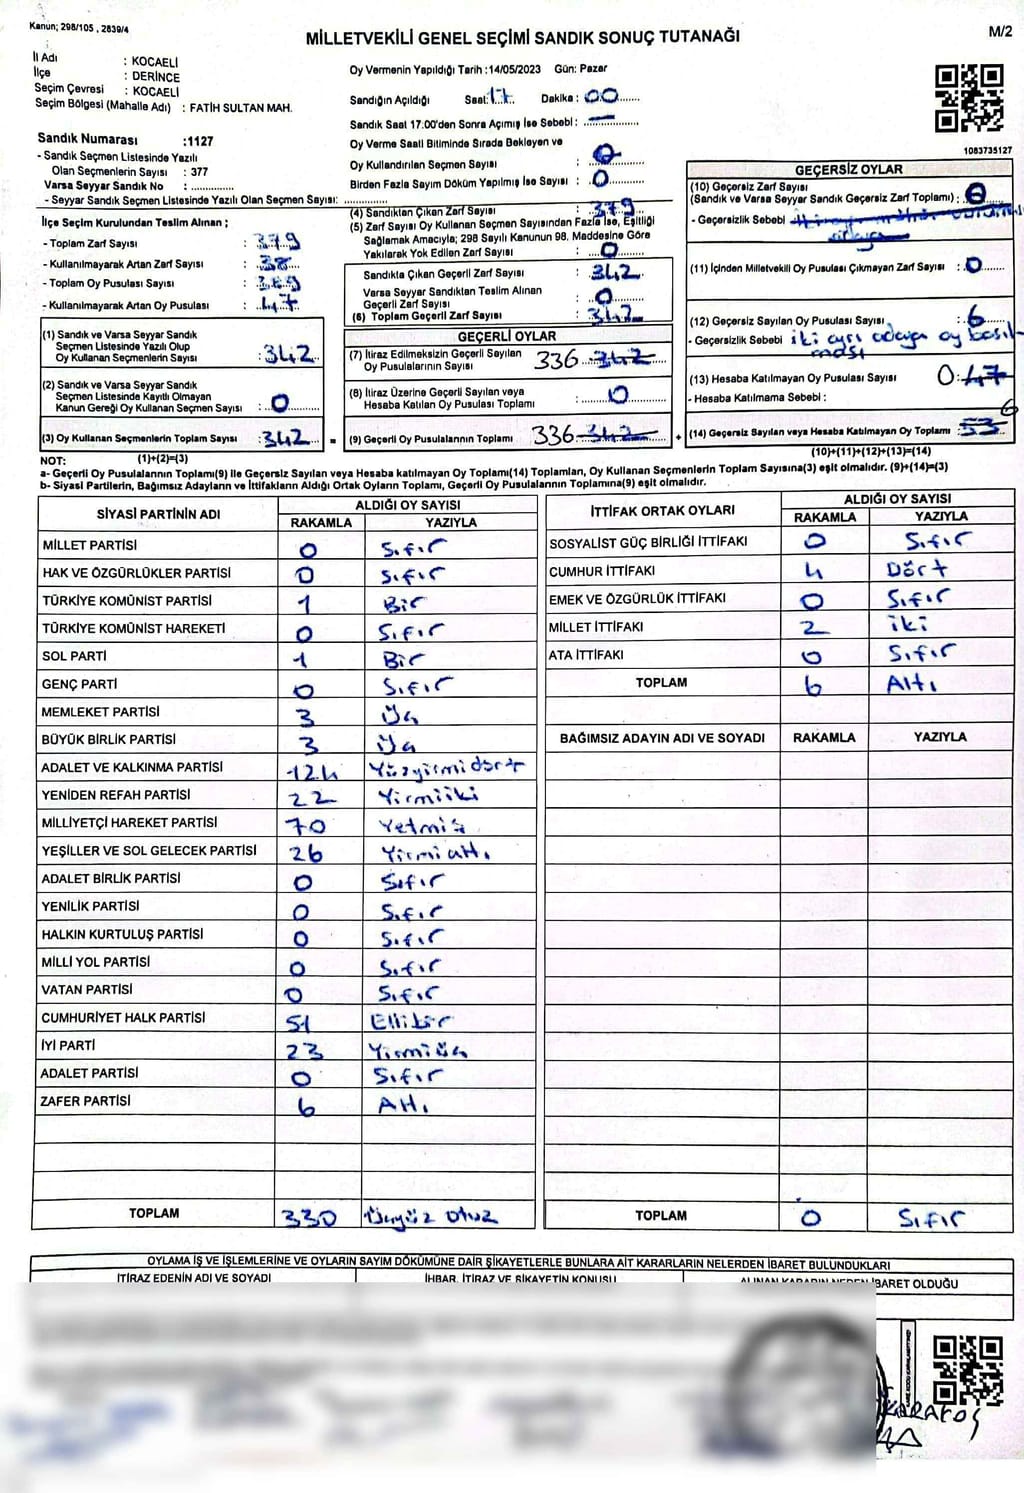 Kanun; 298/105 , 2839/4
MİLLETVEKİLİ GENEL SEÇİMİ SANDIK SONUÇ TUTANAĞI
M/2
İl Adı : KOCAELİ
İlçe : DERİNCE
Seçim Çevresi : KOCAELİ
Seçim Bölgesi (Mahalle Adı) : FATİH SULTAN MAH.
Oy Vermenin Yapıldığı Tarih :14/05/2023 Gün: Pazar
Sandığın Açıldığı Saat: 17 Dakika : 00
Sandık Saat 17.00'den Sonra Açımış İse Sebebi : —
Oy Verme Saati Bitiminde Sırada Bekleyen ve
Oy Kullandırılan Seçmen Sayısı : 0
Birden Fazla Sayım Döküm Yapılmış İse Sayısı : 0
Sandık Numarası :1127
- Sandık Seçmen Listesinde Yazılı
Olan Seçmenlerin Sayısı : 377
Varsa Seyyar Sandık No : ..............
- Seyyar Sandık Seçmen Listesinde Yazılı Olan Seçmen Sayısı: ..............
1083735127
İlçe Seçim Kurulundan Teslim Alınan ;
- Toplam Zarf Sayısı : 379
- Kullanılmayarak Artan Zarf Sayısı : 38
- Toplam Oy Pusulası Sayısı :
- Kullanılmayarak Artan Oy Pusulası : 47
(1) Sandık ve Varsa Seyyar Sandık
Seçmen Listesinde Yazılı Olup
Oy Kullanan Seçmenlerin Sayısı : 342
(2) Sandık ve Varsa Seyyar Sandık
Seçmen Listesinde Kayıtlı Olmayan
Kanun Gereği Oy Kullanan Seçmen Sayısı : 0
(3) Oy Kullanan Seçmenlerin Toplam Sayısı : 342 =
(4) Sandıktan Çıkan Zarf Sayısı : 379
(5) Zarf Sayısı Oy Kullanan Seçmen Sayısından Fazla İse, Eşitliği
Sağlamak Amacıyla; 298 Sayılı Kanunun 98. Maddesine Göre
Yakılarak Yok Edilen Zarf Sayısı : 0
Sandıkta Çıkan Geçerli Zarf Sayısı 342
Varsa Seyyar Sandıktan Teslim Alınan
Geçerli Zarf Sayısı : 0
(6) Toplam Geçerli Zarf Sayısı : 342
GEÇERLİ OYLAR
(7) İtiraz Edilmeksizin Geçerli Sayılan
Oy Pusulalarının Sayısı 336 342
(8) İtiraz Üzerine Geçerli Sayılan veya
Hesaba Katılan Oy Pusulası Toplamı : 0
(9) Geçerli Oy Pusulalarının Toplamı 336 342 +
GEÇERSİZ OYLAR
(10) Geçersiz Zarf Sayısı
(Sandık ve Varsa Seyyar Sandık Geçersiz Zarf Toplamı) : 0
- Geçersizlik Sebebi
(11) İçinden Milletvekili Oy Pusulası Çıkmayan Zarf Sayısı : 0
(12) Geçersiz Sayılan Oy Pusulası Sayısı : 6
- Geçersizlik Sebebi iki ayrı adaya oy basıl-
ması
(13) Hesaba Katılmayan Oy Pusulası Sayısı 0 : 47
- Hesaba Katılmama Sebebi :
(14) Geçersiz Sayılan veya Hesaba Katılmayan Oy Toplamı : 53 6
(1)+(2)=(3)
(10)+(11)+(12)+(13)=(14)
NOT:
a- Geçerli Oy Pusulalarının Toplamı(9) ile Geçersiz Sayılan veya Hesaba katılmayan Oy Toplamı(14) Toplamları, Oy Kullanan Seçmenlerin Toplam Sayısına(3) eşit olmalıdır. (9)+(14)=(3)
b- Siyasi Partilerin, Bağımsız Adayların ve İttifakların Aldığı Ortak Oyların Toplamı, Geçerli Oy Pusulalarının Toplamına(9) eşit olmalıdır.
SİYASİ PARTİNİN ADI ALDIĞI OY SAYISI
RAKAMLA YAZIYLA
MİLLET PARTİSİ 0 Sıfır
HAK VE ÖZGÜRLÜKLER PARTİSİ 0 Sıfır
TÜRKİYE KOMÜNİST PARTİSİ 1 Bir
TÜRKİYE KOMÜNİST HAREKETİ 0 Sıfır
SOL PARTİ 1 Bir
GENÇ PARTİ 0 Sıfır
MEMLEKET PARTİSİ 3 Üç
BÜYÜK BİRLİK PARTİSİ 3 Üç
ADALET VE KALKINMA PARTİSİ 124 Yüzyirmidört
YENİDEN REFAH PARTİSİ 22 Yirmiiki
MİLLİYETÇİ HAREKET PARTİSİ 70 Yetmiş
YEŞİLLER VE SOL GELECEK PARTİSİ 26 Yirmialtı
ADALET BİRLİK PARTİSİ 0 Sıfır
YENİLİK PARTİSİ 0 Sıfır
HALKIN KURTULUŞ PARTİSİ 0 Sıfır
MİLLİ YOL PARTİSİ 0 Sıfır
VATAN PARTİSİ 0 Sıfır
CUMHURİYET HALK PARTİSİ 51 Ellibir
İYİ PARTİ 23 Yirmiüç
ADALET PARTİSİ 0 Sıfır
ZAFER PARTİSİ 6 Altı
TOPLAM 330 Üçyüz otuz
İTTİFAK ORTAK OYLARI ALDIĞI OY SAYISI
RAKAMLA YAZIYLA
SOSYALİST GÜÇ BİRLİĞİ İTTİFAKI 0 Sıfır
CUMHUR İTTİFAKI 4 Dört
EMEK VE ÖZGÜRLÜK İTTİFAKI 0 Sıfır
MİLLET İTTİFAKI 2 iki
ATA İTTİFAKI 0 Sıfır
TOPLAM 6 Altı
BAĞIMSIZ ADAYIN ADI VE SOYADI RAKAMLA YAZIYLA
TOPLAM 0 Sıfır
OYLAMA İŞ VE İŞLEMLERİNE VE OYLARIN SAYIM DÖKÜMÜNE DAİR ŞİKAYETLERLE BUNLARA AİT KARARLARIN NELERDEN İBARET BULUNDUKLARI
İTİRAZ EDENİN ADI VE SOYADI İHBAR, İTİRAZ VE ŞİKAYETİN KONUSU ALINAN KARARIN NEDEN İBARET OLDUĞU